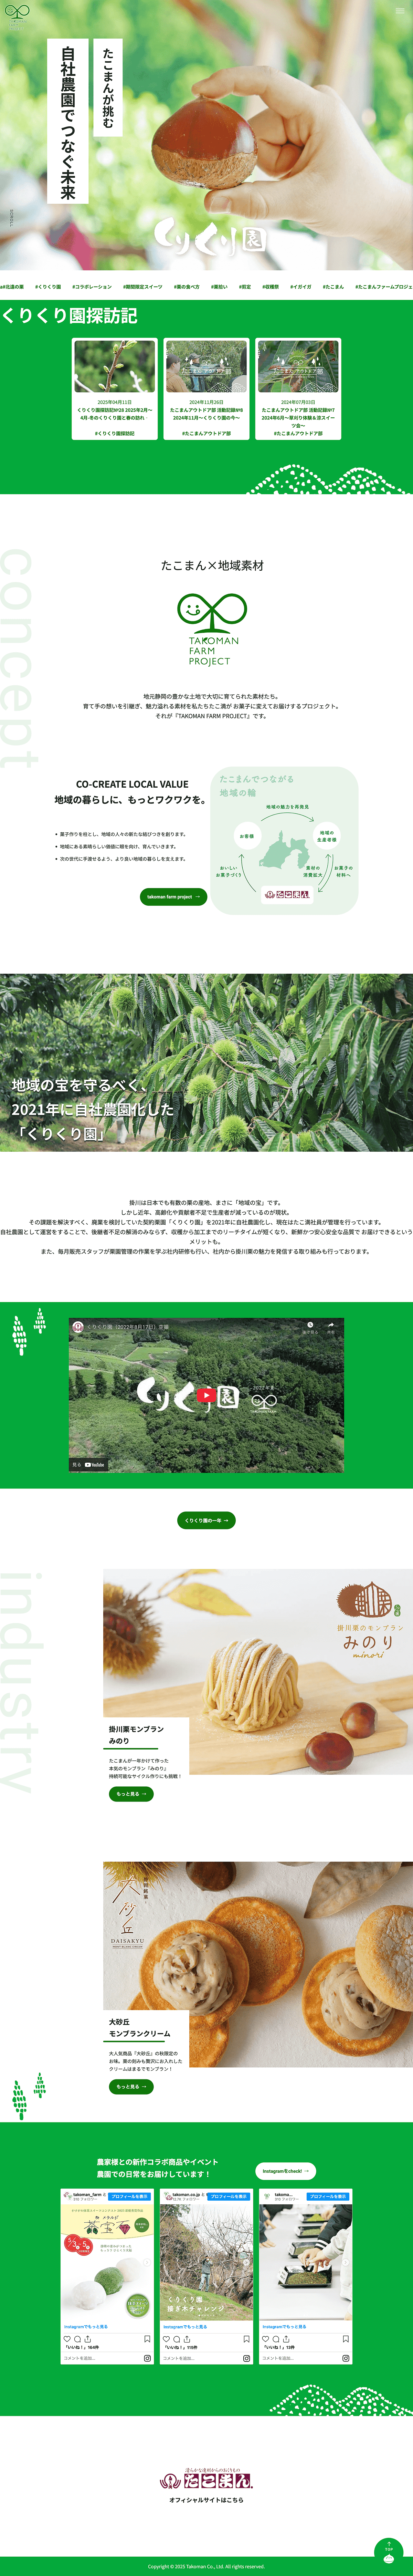 TAKOMAN
自社農園でつなぐ未来
たこまんが挑む
くりくり園
#北遠の栗 #くりくり園 #コラボレーション #期間限定スイーツ #栗の食べ方 #栗拾い #剪定 #収穫祭 #イガイガ #たこまん #たこまんファームプロジェ
くりくり園探訪記
2025年04月11日
くりくり園探訪記№28 2025年2月～
4月-冬のくりくり園と春の訪れ‐
#くりくり園探訪記
たこまんアウトドア部
2024年11月26日
たこまんアウトドア部 活動記録№8
2024年11月～くりくり園の今～
#たこまんアウトドア部
たこまんアウトドア部
2024年07月03日
たこまんアウトドア部 活動記録№7
2024年6月～草刈り体験＆涼スイー
ツ会～
#たこまんアウトドア部
concept
たこまん×地域素材
TAKOMAN
FARM
PROJECT
地元静岡の豊かな土地で大切に育てられた素材たち。
育て手の想いを引継ぎ、魅力溢れる素材を私たちたこ満が お菓子に変えてお届けするプロジェクト。
それが『TAKOMAN FARM PROJECT』です。
CO-CREATE LOCAL VALUE
地域の暮らしに、もっとワクワクを。
菓子作りを柱とし、地域の人々の新たな結びつきを創ります。
地域にある素晴らしい価値に眼を向け、育んでいきます。
次の世代に手渡せるよう、より良い地域の暮らしを支えます。
takoman farm project →
たこまんでつながる
地域の輪
地域の魅力を再発見
お客様
地域の
生産者様
おいしい
お菓子づくり
素材の
消費拡大
お菓子の
材料へ
たこまん
地域の宝を守るべく、
2021年に自社農園化した
「くりくり園」
掛川は日本でも有数の栗の産地。まさに「地域の宝」です。
しかし近年、高齢化や貢献者不足で生産者が減っているのが現状。
その課題を解決すべく、廃業を検討していた契約栗園「くりくり園」を2021年に自社農園化し、現在はたこ満社員が管理を行っています。
自社農園として運営をすることで、後継者不足の解消のみならず、収穫から加工までのリーチタイムが短くなり、新鮮かつ安心安全な品質で お届けできるという
メリットも。
また、毎月販売スタッフが栗園管理の作業を学ぶ社内研修も行い、社内から掛川栗の魅力を発信する取り組みも行っております。
くりくり園（2022年8月17日）空撮
後で見る
共有
くりくり園
見る YouTube
くりくり園の一年 →
industry
掛川栗のモンブラン
みのり
minori
掛川栗モンブラン
みのり
たこまんが一年かけて作った
本気のモンブラン『みのり』
持続可能なサイクル作りにも挑戦！
もっと見る →
大砂丘
DAISAKYU
大砂丘
モンブランクリーム
大人気商品『大砂丘』の秋限定の
お味。栗の刻みも贅沢にお入れした
クリームはまるでモンブラン！
もっと見る →
農家様との新作コラボ商品やイベント
農園での日常をお届けしています！
Instagramをcheck! →
プロフィールを表示
Instagramでもっと見る
「いいね！」164件
コメントを追加...
プロフィールを表示
くりくり園
接ぎ木チャレンジ
Instagramでもっと見る
「いいね！」115件
コメントを追加...
takoma...
プロフィールを表示
Instagramでもっと見る
「いいね！」13件
コメントを追加...
たこまん
オフィシャルサイトはこちら
TOP
Copyright © 2025 Takoman Co., Ltd. All rights reserved.